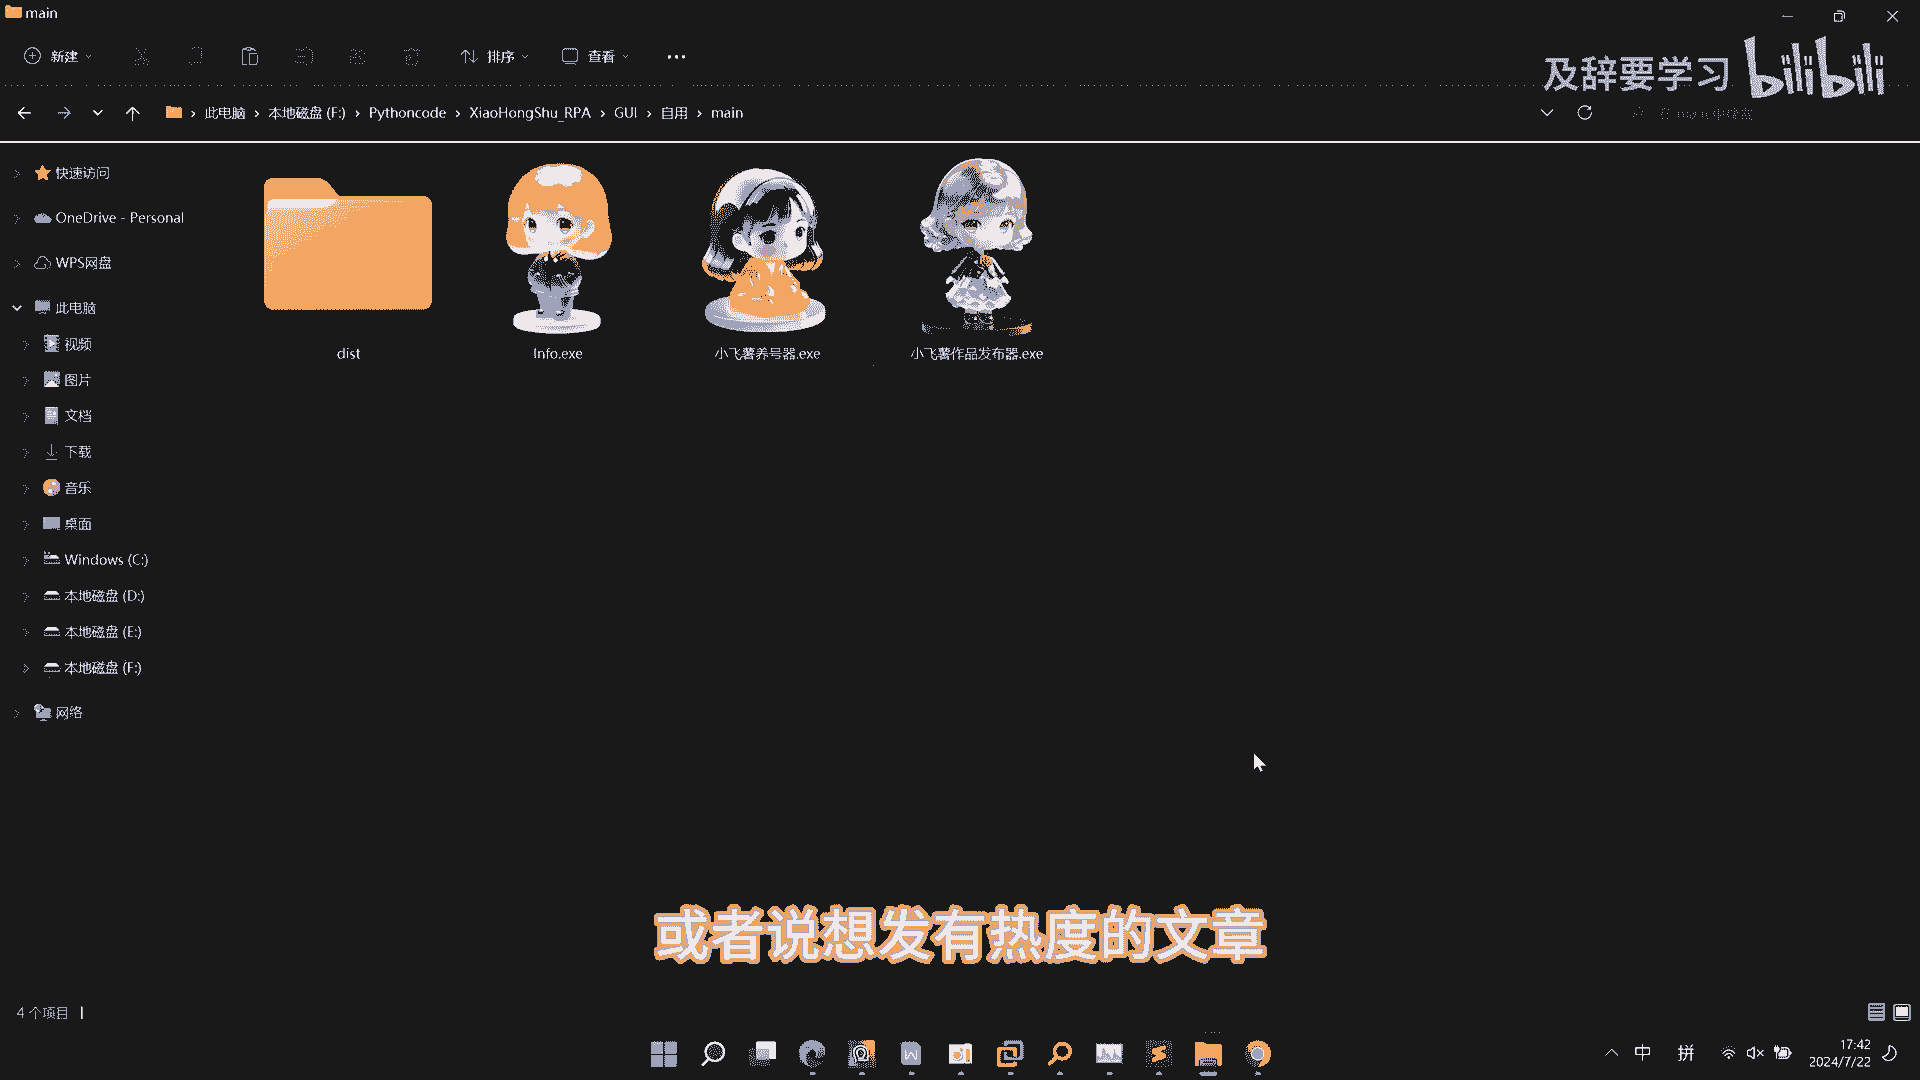 main
新建
排序
查看
及辞要学习 bilibili
此电脑 > 本地磁盘 (F:) > Pythoncode > XiaoHongShu_RPA > GUI > 自用 > main
快速访问
OneDrive - Personal
WPS网盘
此电脑
视频
图片
文档
下载
音乐
桌面
Windows (C:)
本地磁盘 (D:)
本地磁盘 (E:)
本地磁盘 (F:)
网络
dist
Info.exe
小飞薯养号器.exe
小飞薯作品发布器.exe
或者说想发有热度的文章
4 个项目
中
拼
17:42
2024/7/22